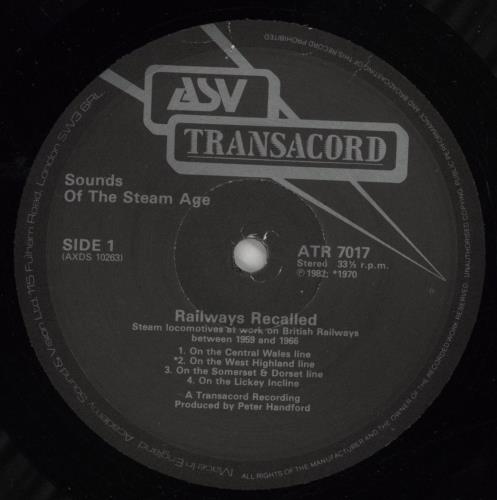 ASV
TRANSACORD
Sounds
Of The Steam Age
SIDE 1
(AXDS 10263)
ATR 7017
Stereo 33⅓ r.p.m.
℗ 1982; *1970
Railways Recalled
Steam locomotives at work on British Railways
between 1959 and 1966
1. On the Central Wales line
*2. On the West Highland line
3. On the Somerset & Dorset line
4. On the Lickey Incline
A Transacord Recording
Produced by Peter Handford
Made in England. Academy Sound & Vision Ltd. 115 Fulham Road, London SW3 6RL
ALL RIGHTS OF THE MANUFACTURER AND THE OWNER OF THE RECORDED WORK RESERVED. UNAUTHORISED COPYING, PUBLIC PERFORMANCE AND BROADCASTING OF THIS RECORD PROHIBITED